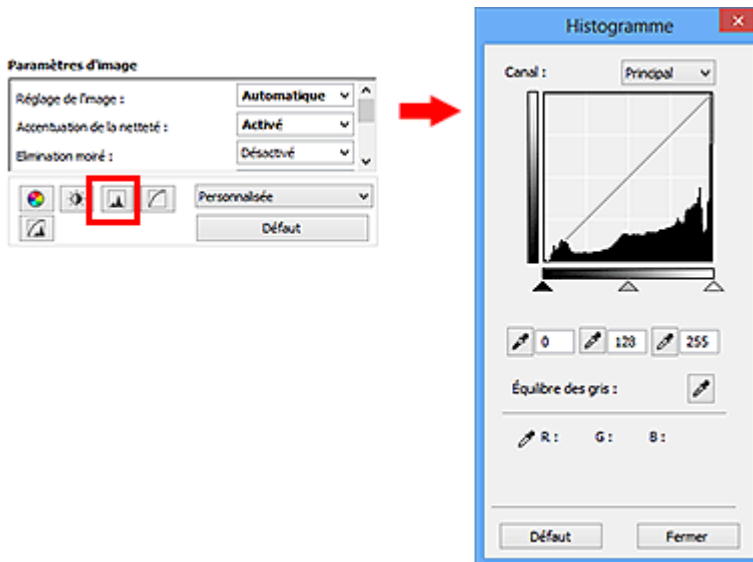 Paramètres d'image
Réglage de l'image : Automatique
Accentuation de la netteté : Activé
Elimination moiré : Désactivé
Personnalisée
Défaut
Histogramme
Canal : Principal
0 128 255
Équilibre des gris :
R : G : B :
Défaut Fermer